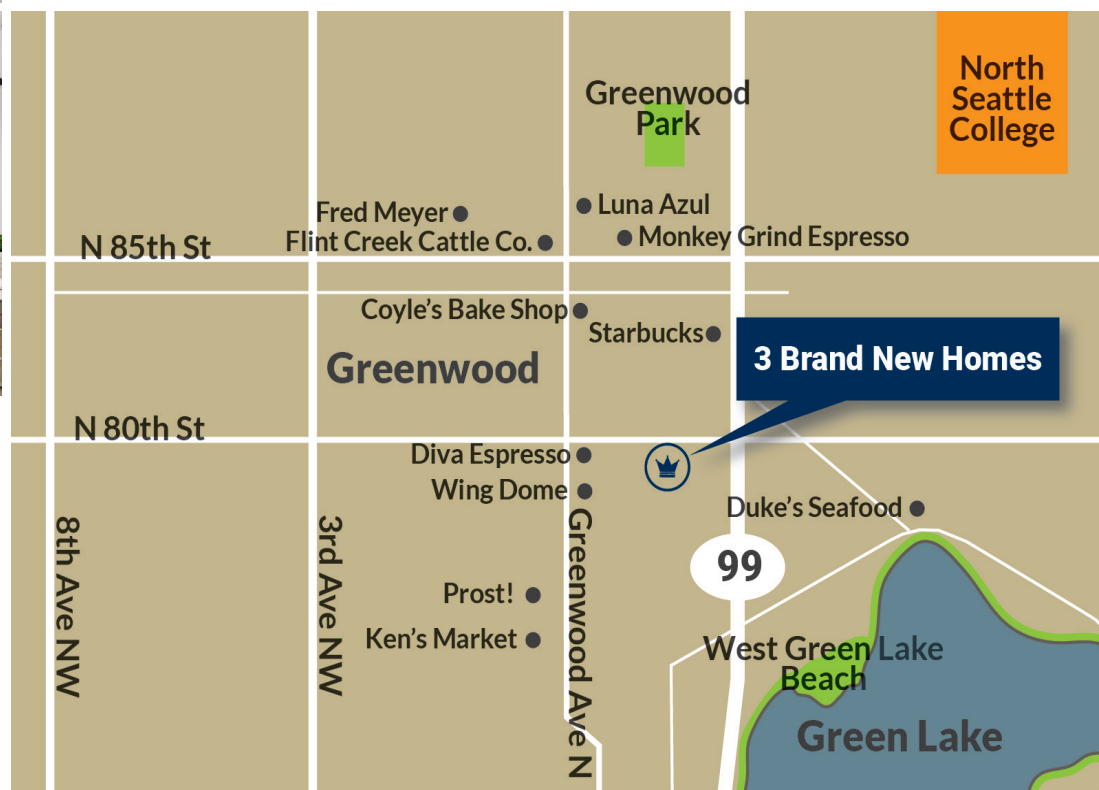 Greenwood
Park
North
Seattle
College
Fred Meyer
Luna Azul
Flint Creek Cattle Co.
Monkey Grind Espresso
N 85th St
Coyle's Bake Shop
Starbucks
3 Brand New Homes
Greenwood
N 80th St
Diva Espresso
Wing Dome
Duke's Seafood
8th Ave NW
3rd Ave NW
Greenwood Ave N
99
Prost!
Ken's Market
West Green Lake
Beach
Green Lake